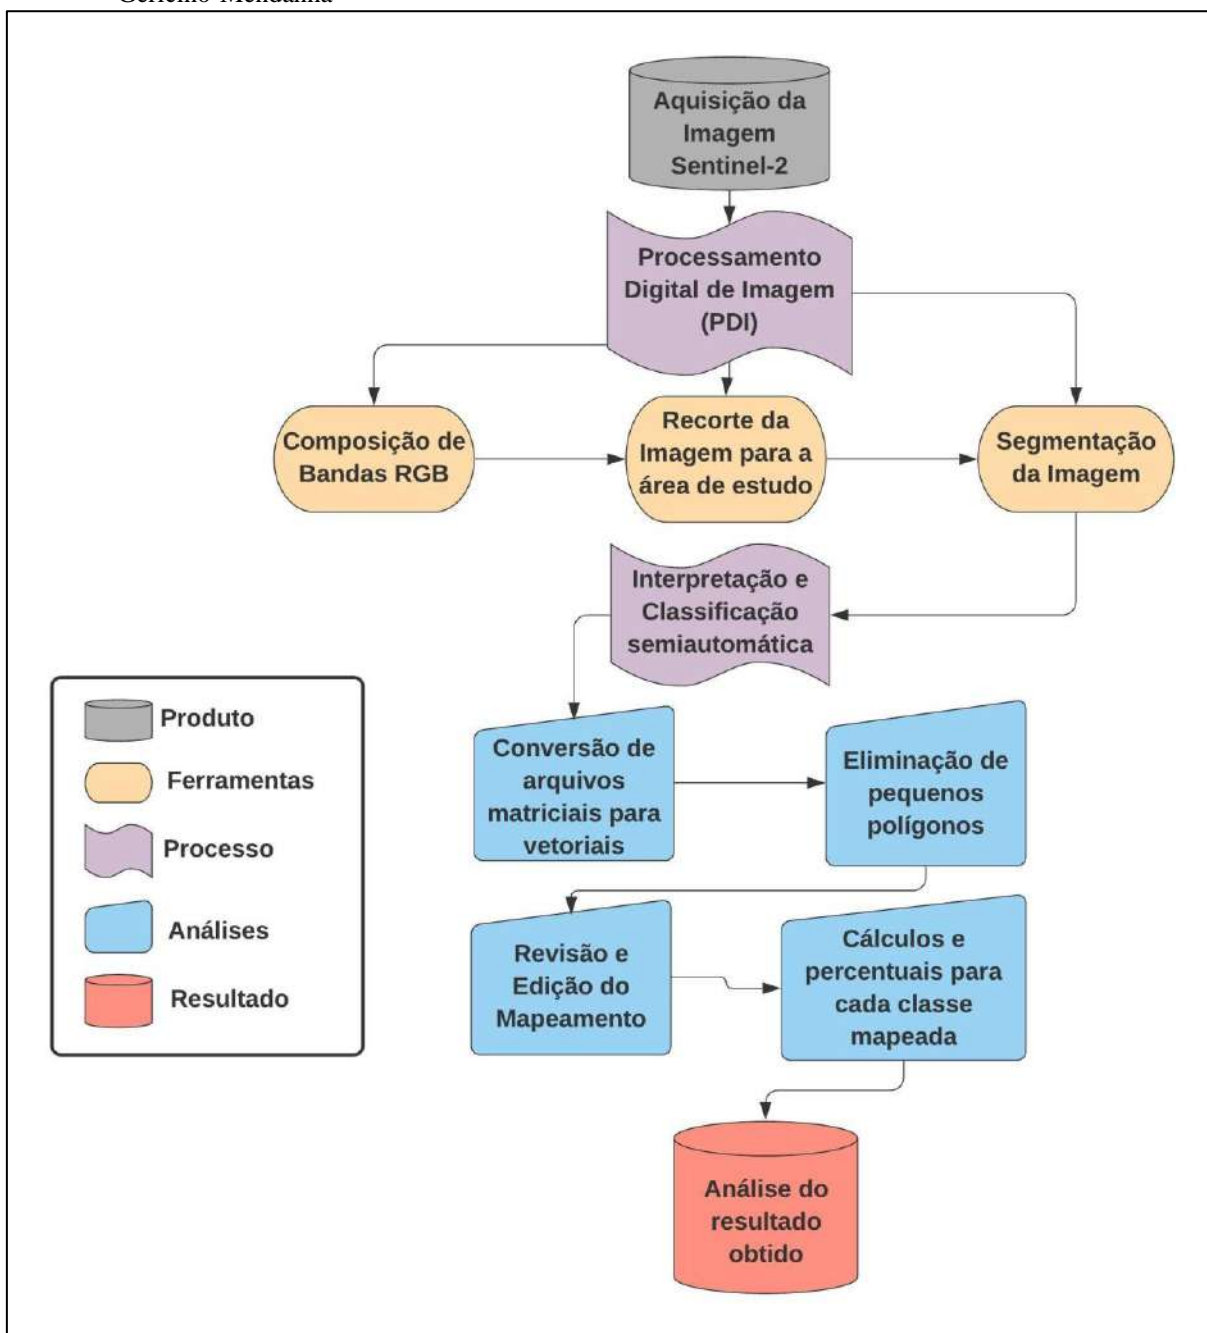 Gericinó-Mendanha
Aquisição da
Imagem
Sentinel-2
Processamento
Digital de Imagem
(PDI)
Composição de
Bandas RGB
Recorte da
Imagem para a
área de estudo
Segmentação
da Imagem
Interpretação e
Classificação
semiautomática
Conversão de
arquivos
matriciais para
vetoriais
Eliminação de
pequenos
polígonos
Revisão e
Edição do
Mapeamento
Cálculos e
percentuais para
cada classe
mapeada
Análise do
resultado
obtido
Produto
Ferramentas
Processo
Análises
Resultado